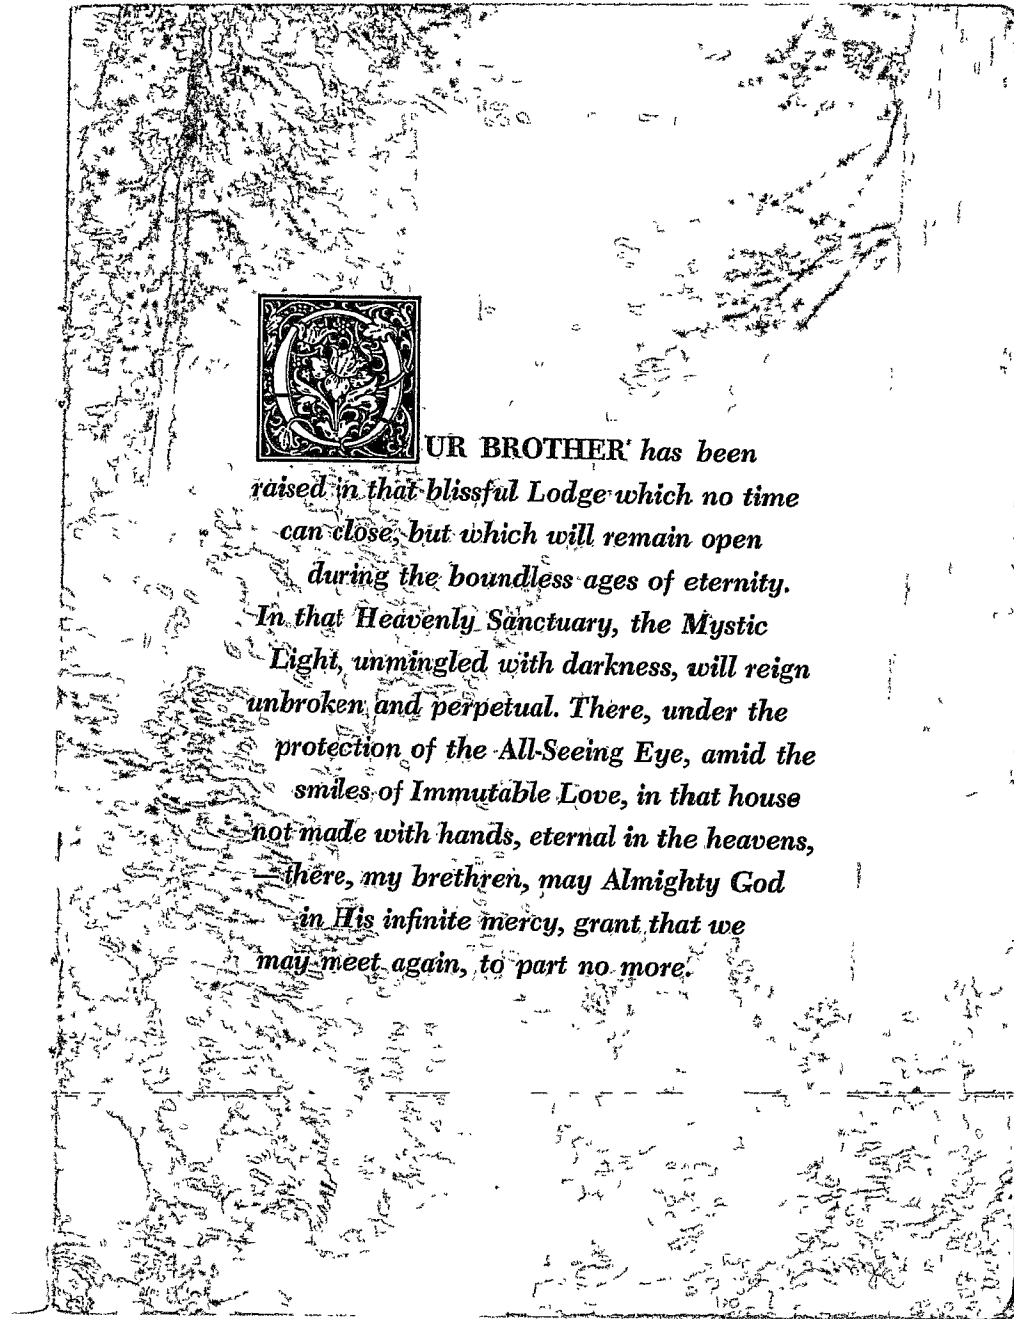 OUR BROTHER has been
raised in that blissful Lodge which no time
can close, but which will remain open
during the boundless ages of eternity.
In that Heavenly Sanctuary, the Mystic
Light, unmingled with darkness, will reign
unbroken and perpetual. There, under the
protection of the All-Seeing Eye, amid the
smiles of Immutable Love, in that house
not made with hands, eternal in the heavens,
—there, my brethren, may Almighty God
in His infinite mercy, grant that we
may meet again, to part no more.